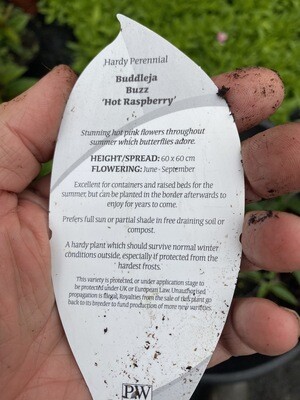 Hardy Perennial
Buddleja
Buzz
'Hot Raspberry'
Stunning hot pink flowers throughout
summer which butterflies adore.
HEIGHT/SPREAD: 60 x 60 cm
FLOWERING: June - September
Excellent for containers and raised beds for the
summer, but can be planted in the border afterwards to
enjoy for years to come.
Prefers full sun or partial shade in free draining soil or
compost.
A hardy plant which should survive normal winter
conditions outside, especially if protected from the
hardest frosts.
This variety is protected, or under application stage to
be protected under UK or European Law. Unauthorised
propagation is illegal, Royalties from the sale of this plant go
back to its breeder to fund production of more new varieties.
PW